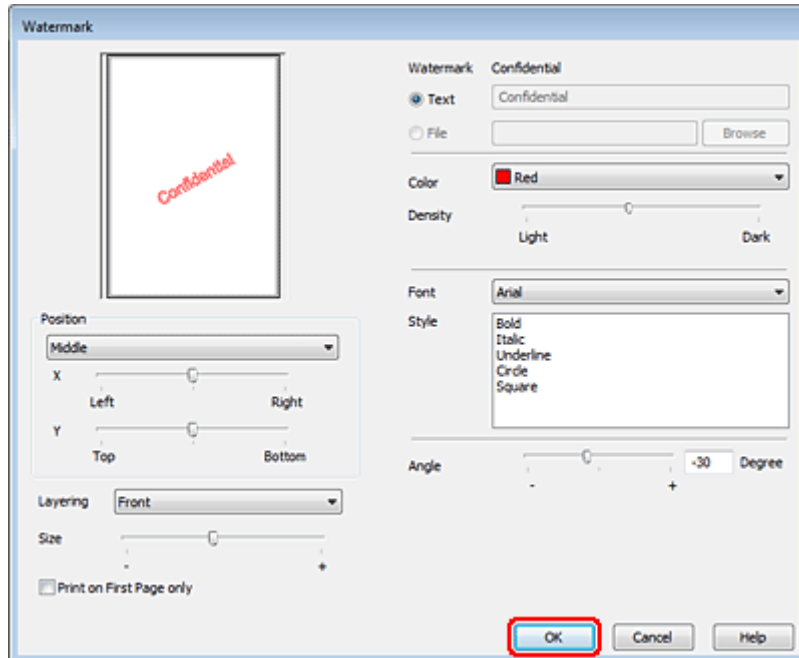 Watermark
Confidential
Position
Middle
X
Left Right
Y
Top Bottom
Layering Front
Size
- +
Print on First Page only
Watermark Confidential
Text Confidential
File Browse
Color Red
Density
Light Dark
Font Arial
Style
Bold
Italic
Underline
Circle
Square
Angle -30 Degree
- +
OK Cancel Help